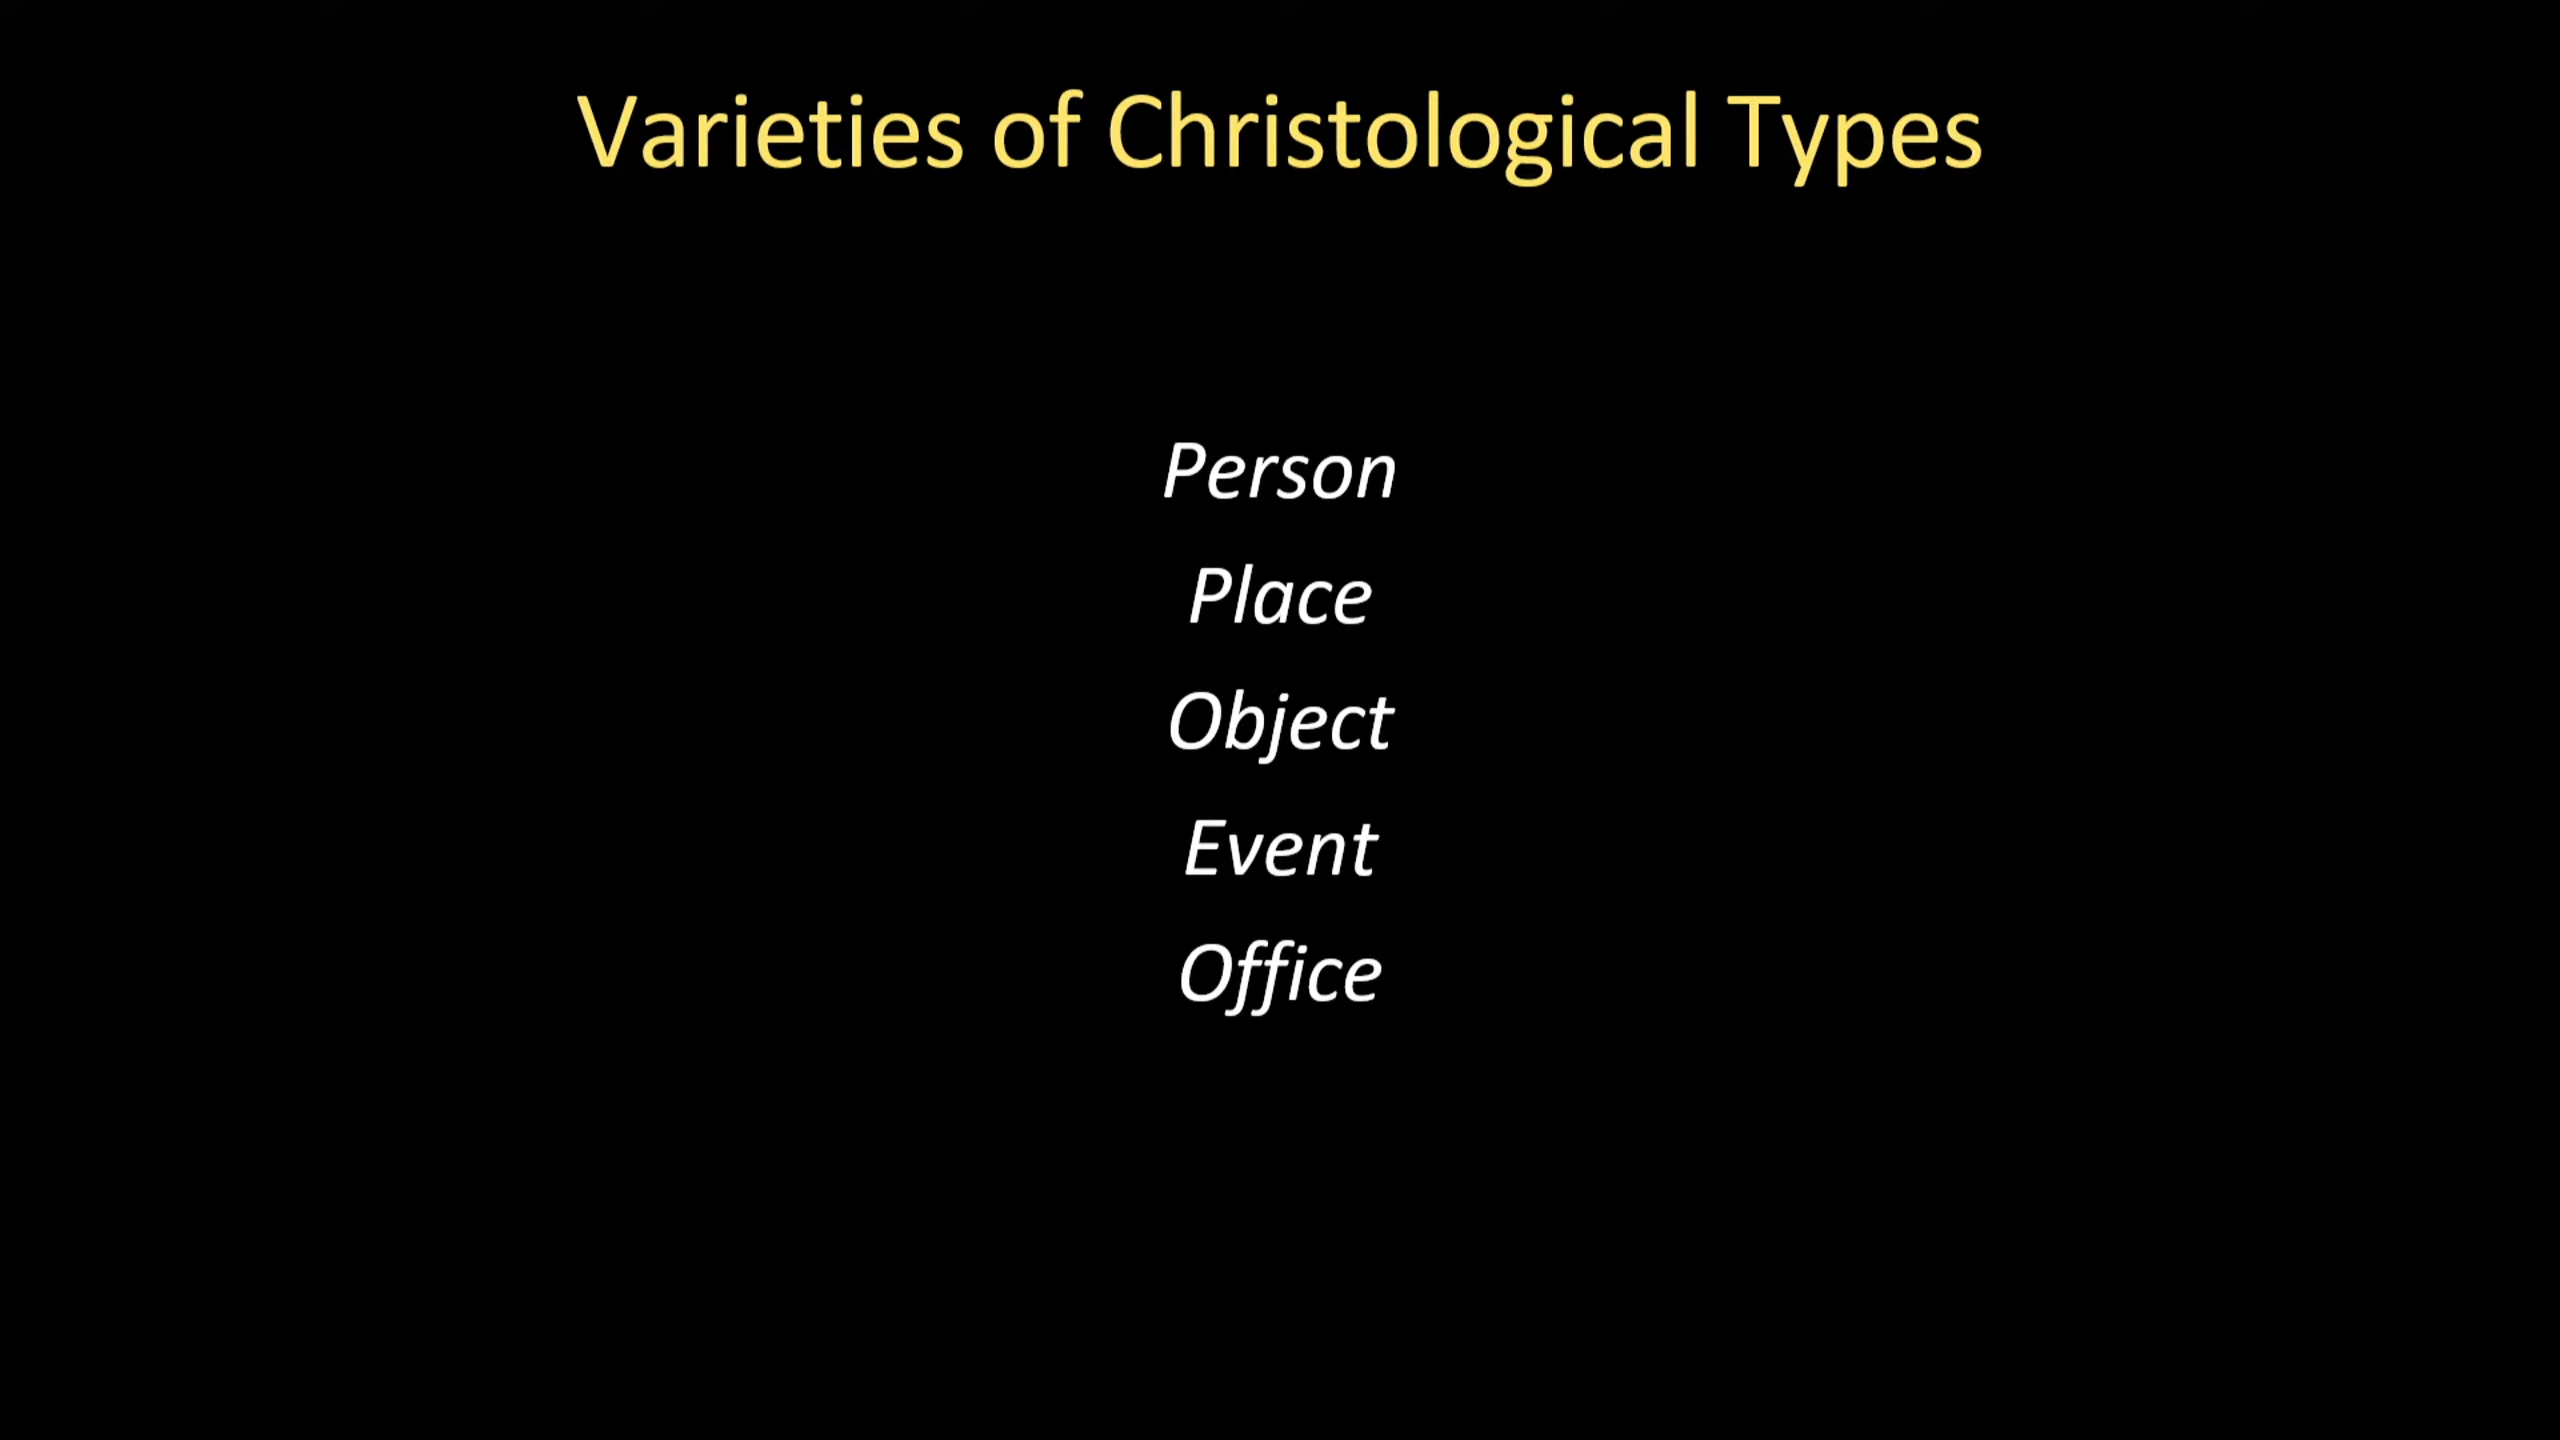 Varieties of Christological Types
Person
Place
Object
Event
Office